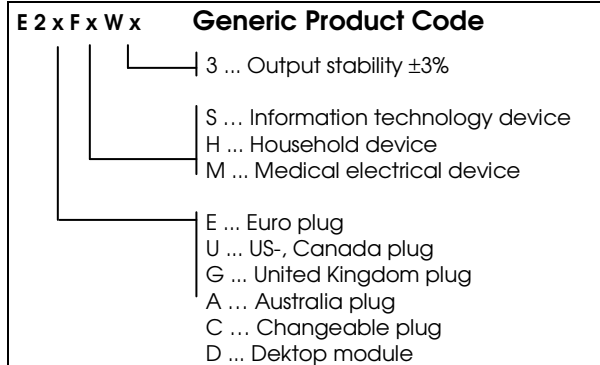 E 2 x F x W x Generic Product Code
3 ... Output stability ±3%
S … Information technology device
H ... Household device
M ... Medical electrical device
E ... Euro plug
U ... US-, Canada plug
G ... United Kingdom plug
A … Australia plug
C … Changeable plug
D ... Dektop module